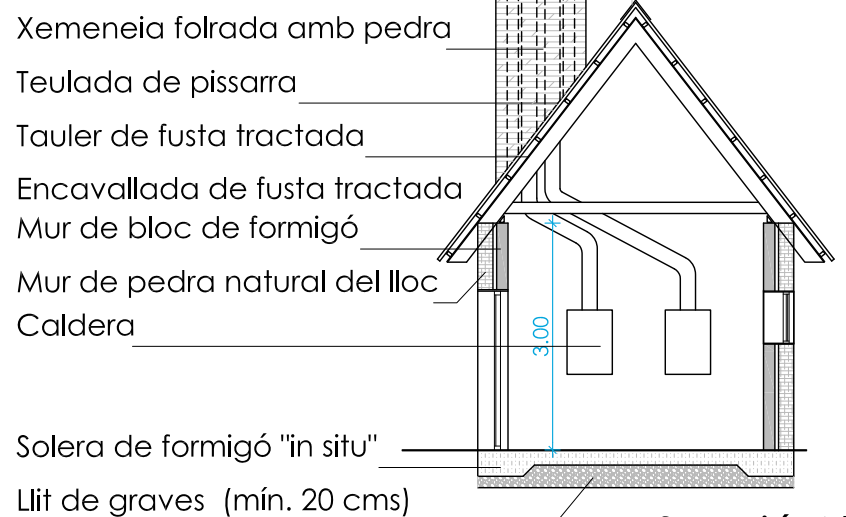 Xemeneia folrada amb pedra
Teulada de pissarra
Tauler de fusta tractada
Encavallada de fusta tractada
Mur de bloc de formigó
Mur de pedra natural del lloc
Caldera
3.00
Solera de formigó "in situ"
Llit de graves (mín. 20 cms)